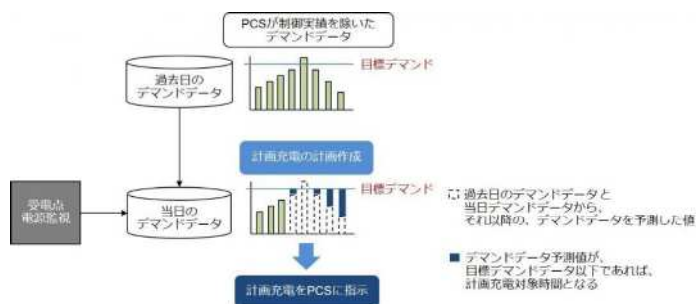 PCSが制御実績を除いた
デマンドデータ
目標デマンド
過去日の
デマンドデータ
計画充電の計画作成
目標デマンド
受電点
電源監視
当日の
デマンドデータ
過去日のデマンドデータと
当日デマンドデータから、
それ以降の、デマンドデータを予測した値
デマンドデータ予測値が、
目標デマンドデータ以下であれば、
計画充電対象時間となる
計画充電をPCSに指示